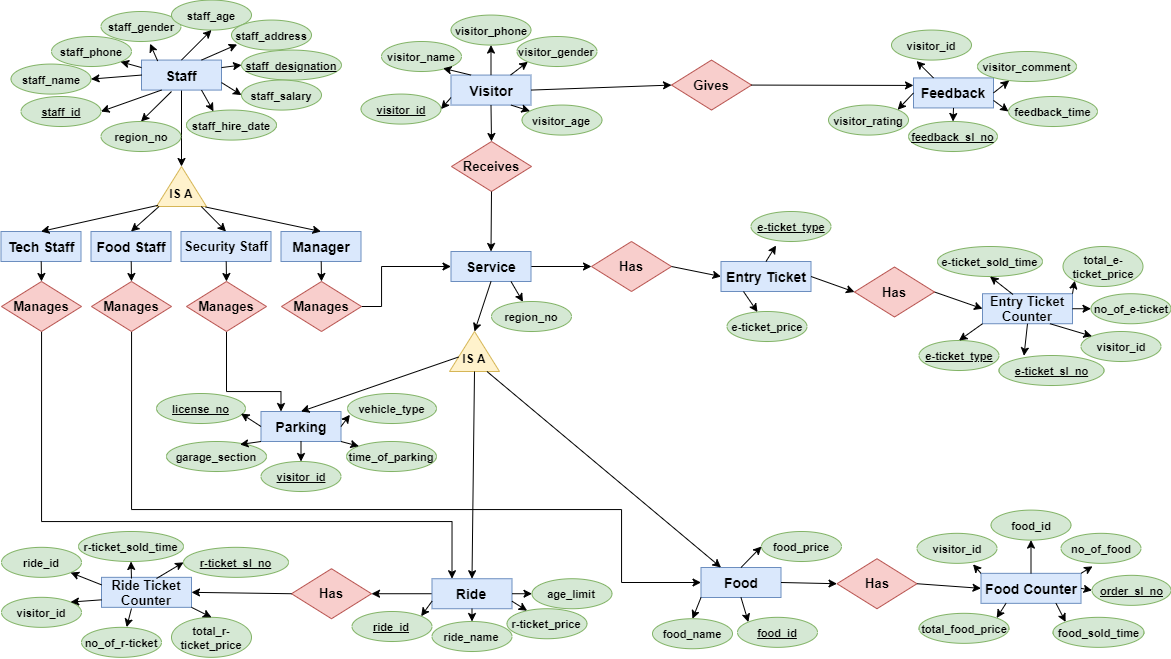 staff_age
staff_gender
staff_address
staff_phone
staff_designation
staff_name
Staff
staff_salary
staff_id
staff_hire_date
region_no
visitor_phone
visitor_name
visitor_gender
Visitor
visitor_id
visitor_age
Gives
visitor_id
visitor_comment
Feedback
feedback_time
visitor_rating
feedback_sl_no
Receives
IS A
Tech Staff
Food Staff
Security Staff
Manager
Manages
Manages
Manages
Manages
Service
region_no
Has
e-ticket_type
Entry Ticket
e-ticket_price
Has
e-ticket_sold_time
total_e-
ticket_price
Entry Ticket
Counter
no_of_e-ticket
visitor_id
e-ticket_type
e-ticket_sl_no
IS A
license_no
vehicle_type
Parking
garage_section
time_of_parking
visitor_id
r-ticket_sold_time
ride_id
r-ticket_sl_no
Ride Ticket
Counter
visitor_id
no_of_r-ticket
total_r-
ticket_price
Has
Ride
age_limit
ride_id
ride_name
r-ticket_price
food_price
Food
food_name
food_id
Has
food_id
visitor_id
no_of_food
Food Counter
order_sl_no
total_food_price
food_sold_time